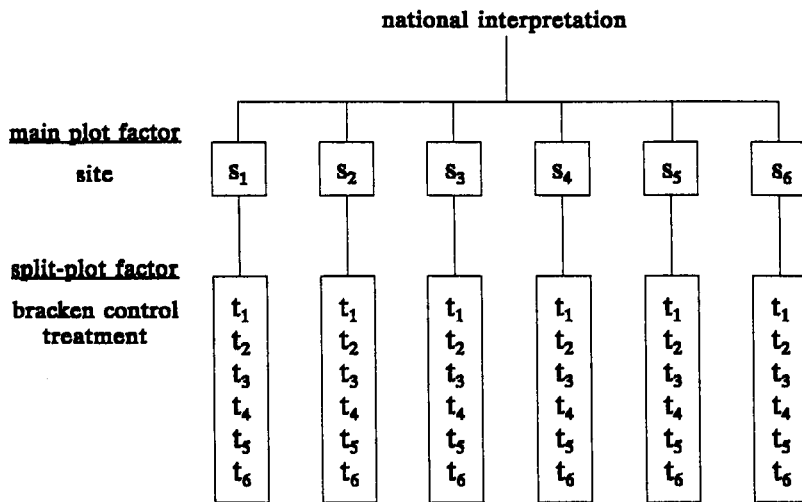 national interpretation
main plot factor
site
s₁ s₂ s₃ s₄ s₅ s₆
split-plot factor
bracken control
treatment
t₁ t₁ t₁ t₁ t₁ t₁
t₂ t₂ t₂ t₂ t₂ t₂
t₃ t₃ t₃ t₃ t₃ t₃
t₄ t₄ t₄ t₄ t₄ t₄
t₅ t₅ t₅ t₅ t₅ t₅
t₆ t₆ t₆ t₆ t₆ t₆